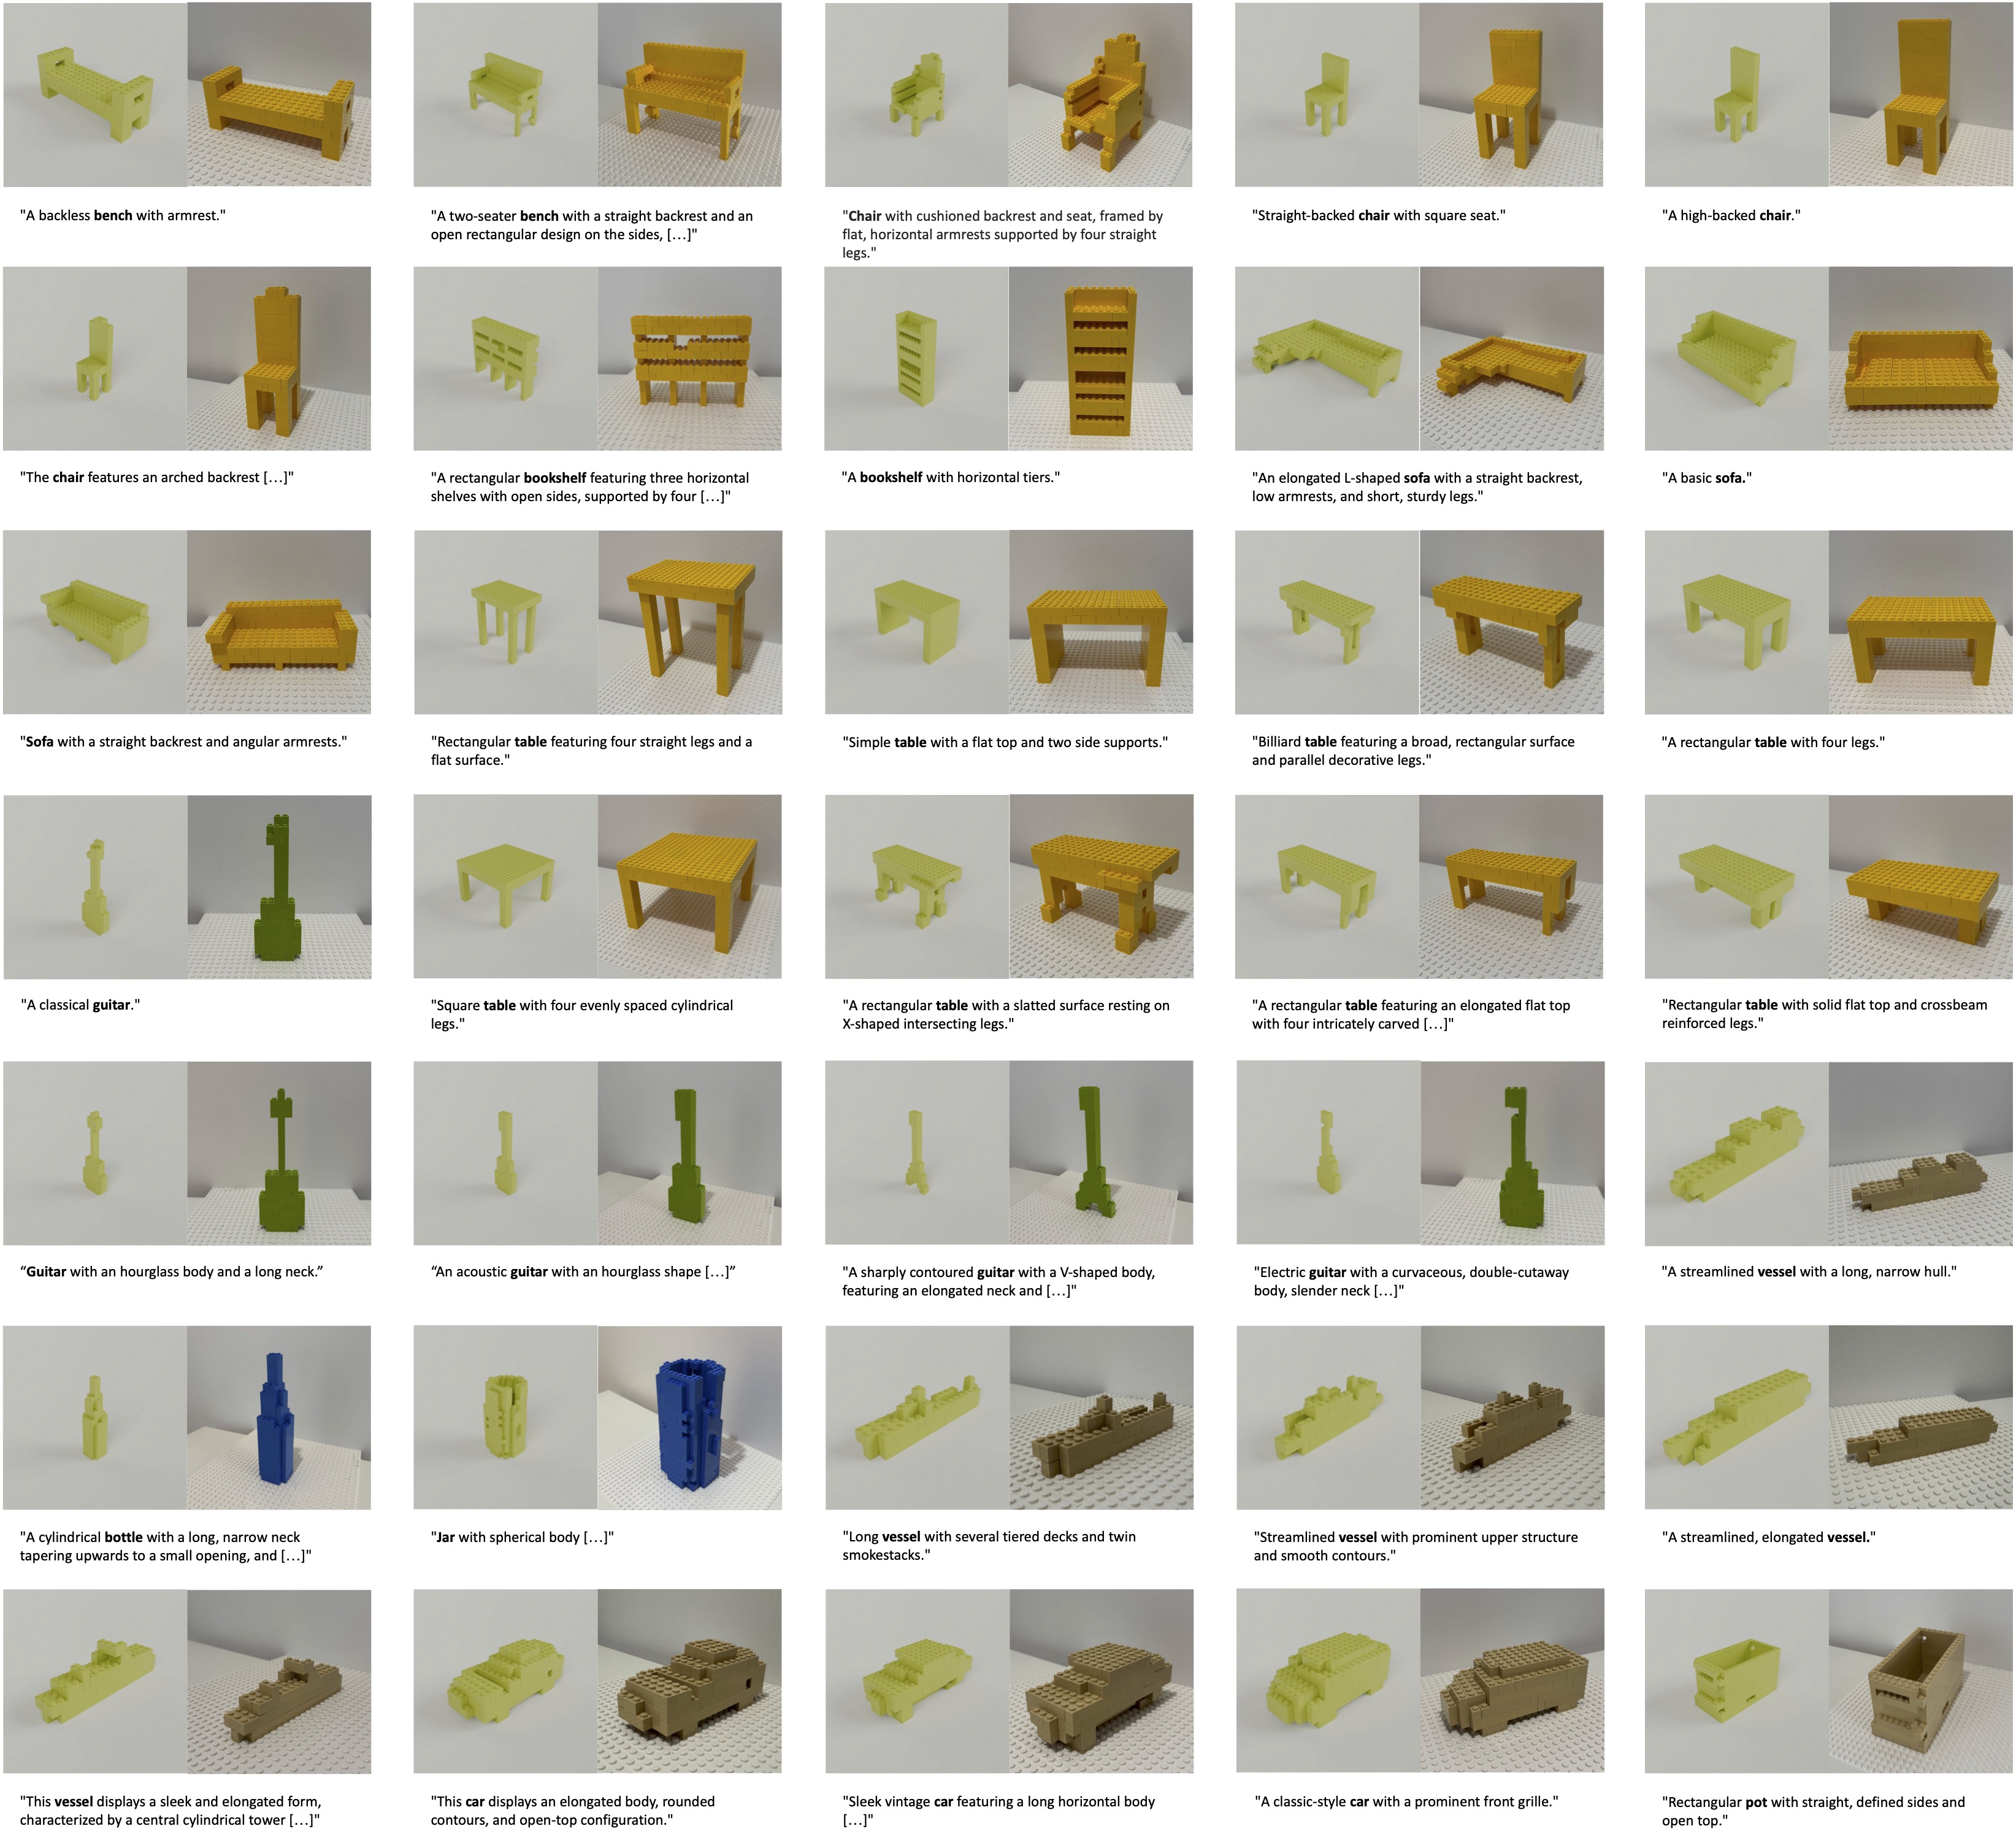 "A backless bench with armrest."
"A two-seater bench with a straight backrest and an
open rectangular design on the sides, […]"
"Chair with cushioned backrest and seat, framed by
flat, horizontal armrests supported by four straight
legs."
"Straight-backed chair with square seat."
"A high-backed chair."
"The chair features an arched backrest […]"
"A rectangular bookshelf featuring three horizontal
shelves with open sides, supported by four […]"
"A bookshelf with horizontal tiers."
"An elongated L-shaped sofa with a straight backrest,
low armrests, and short, sturdy legs."
"A basic sofa."
"Sofa with a straight backrest and angular armrests."
"Rectangular table featuring four straight legs and a
flat surface."
"Simple table with a flat top and two side supports."
"Billiard table featuring a broad, rectangular surface
and parallel decorative legs."
"A rectangular table with four legs."
"A classical guitar."
"Square table with four evenly spaced cylindrical
legs."
"A rectangular table with a slatted surface resting on
X-shaped intersecting legs."
"A rectangular table featuring an elongated flat top
with four intricately carved […]"
"Rectangular table with solid flat top and crossbeam
reinforced legs."
“Guitar with an hourglass body and a long neck.”
“An acoustic guitar with an hourglass shape […]”
"A sharply contoured guitar with a V-shaped body,
featuring an elongated neck and […]"
"Electric guitar with a curvaceous, double-cutaway
body, slender neck […]"
"A streamlined vessel with a long, narrow hull."
"A cylindrical bottle with a long, narrow neck
tapering upwards to a small opening, and […]"
"Jar with spherical body […]"
"Long vessel with several tiered decks and twin
smokestacks."
"Streamlined vessel with prominent upper structure
and smooth contours."
"A streamlined, elongated vessel."
"This vessel displays a sleek and elongated form,
characterized by a central cylindrical tower […]"
"This car displays an elongated body, rounded
contours, and open-top configuration."
"Sleek vintage car featuring a long horizontal body
[…]"
"A classic-style car with a prominent front grille."
"Rectangular pot with straight, defined sides and
open top."